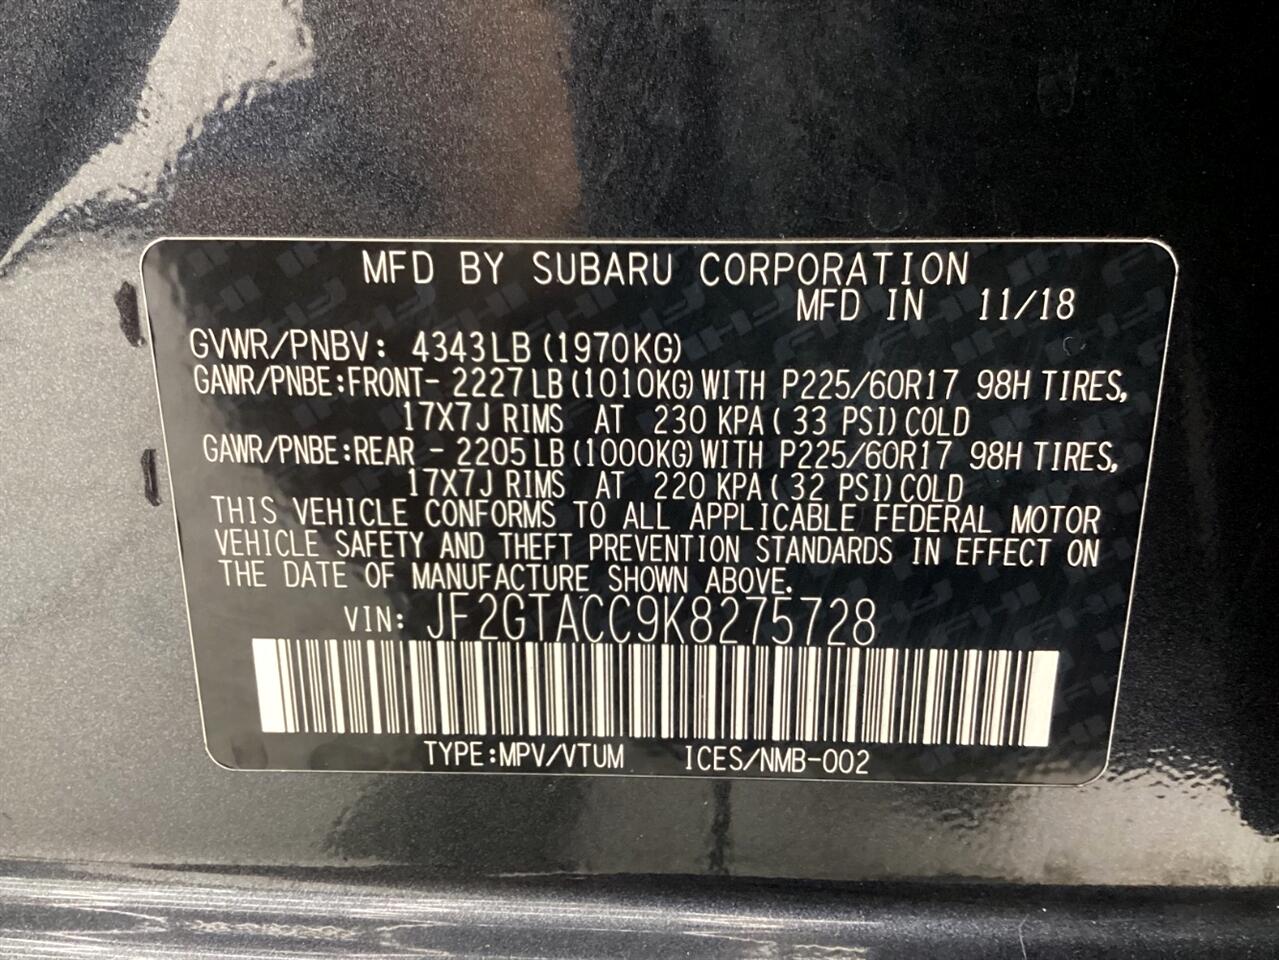 MFD BY SUBARU CORPORATION
MFD IN 11/18
GVWR/PNBV: 4343LB(1970KG)
GAWR/PNBE:FRONT- 2227LB(1010KG)WITH P225/60R17 98H TIRES,
17X7J RIMS AT 230 KPA( 33 PSI)COLD
GAWR/PNBE:REAR - 2205LB(1000KG)WITH P225/60R17 98H TIRES,
17X7J RIMS AT 220 KPA( 32 PSI)COLD
THIS VEHICLE CONFORMS TO ALL APPLICABLE FEDERAL MOTOR
VEHICLE SAFETY AND THEFT PREVENTION STANDARDS IN EFFECT ON
THE DATE OF MANUFACTURE SHOWN ABOVE.
VIN: JF2GTACC9K8275728
TYPE:MPV/VTUM ICES/NMB-002